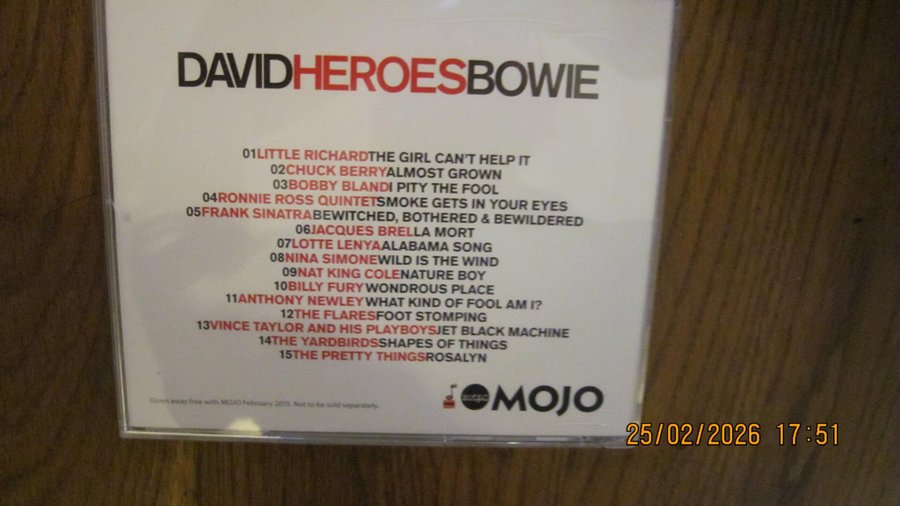 DAVIDHEROESBOWIE
01LITTLE RICHARDTHE GIRL CAN'T HELP IT
02CHUCK BERRYALMOST GROWN
03BOBBY BLANDI PITY THE FOOL
04RONNIE ROSS QUINTETSMOKE GETS IN YOUR EYES
05FRANK SINATRABEWITCHED, BOTHERED & BEWILDERED
06JACQUES BRELLA MORT
07LOTTE LENYAALABAMA SONG
08NINA SIMONEWILD IS THE WIND
09NAT KING COLENATURE BOY
10BILLY FURYWONDROUS PLACE
11ANTHONY NEWLEYWHAT KIND OF FOOL AM I?
12THE FLARESFOOT STOMPING
13VINCE TAYLOR AND HIS PLAYBOYSJET BLACK MACHINE
14THE YARDBIRDSSHAPES OF THINGS
15THE PRETTY THINGSROSALYN
Given away free with MOJO February 2015. Not to be sold separately.
MOJO
25/02/2026 17:51